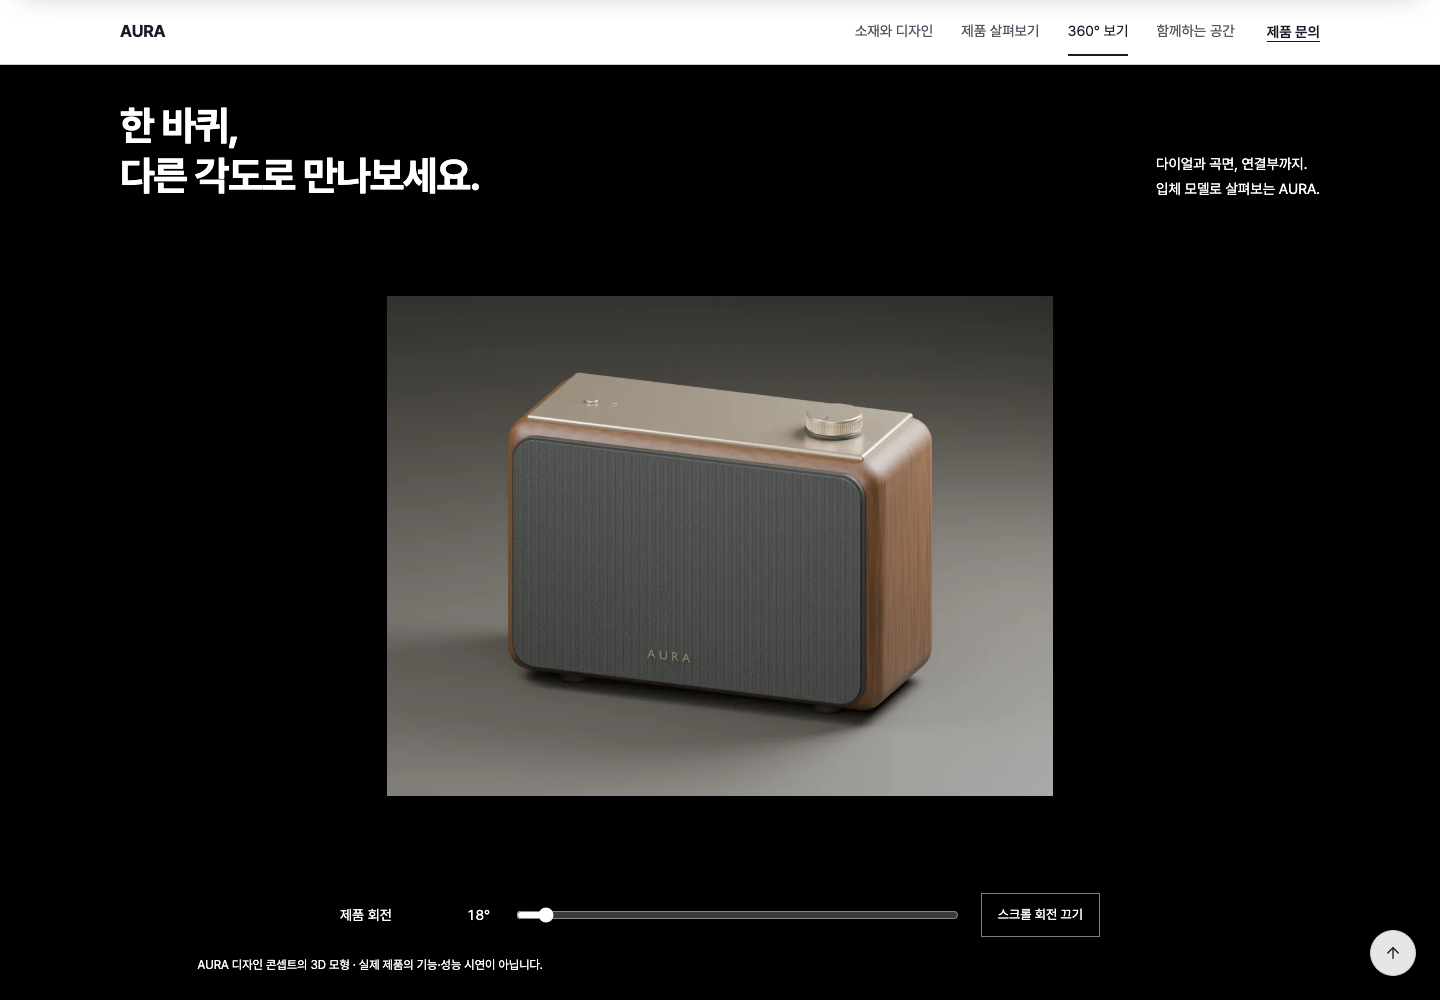 AURA
소재와 디자인
제품 살펴보기
360° 보기
함께하는 공간
제품 문의
한 바퀴,
다른 각도로 만나보세요.
다이얼과 곡면, 연결부까지.
입체 모델로 살펴보는 AURA.
AURA
제품 회전
18°
스크롤 회전 끄기
AURA 디자인 콘셉트의 3D 모형 · 실제 제품의 기능·성능 시연이 아닙니다.